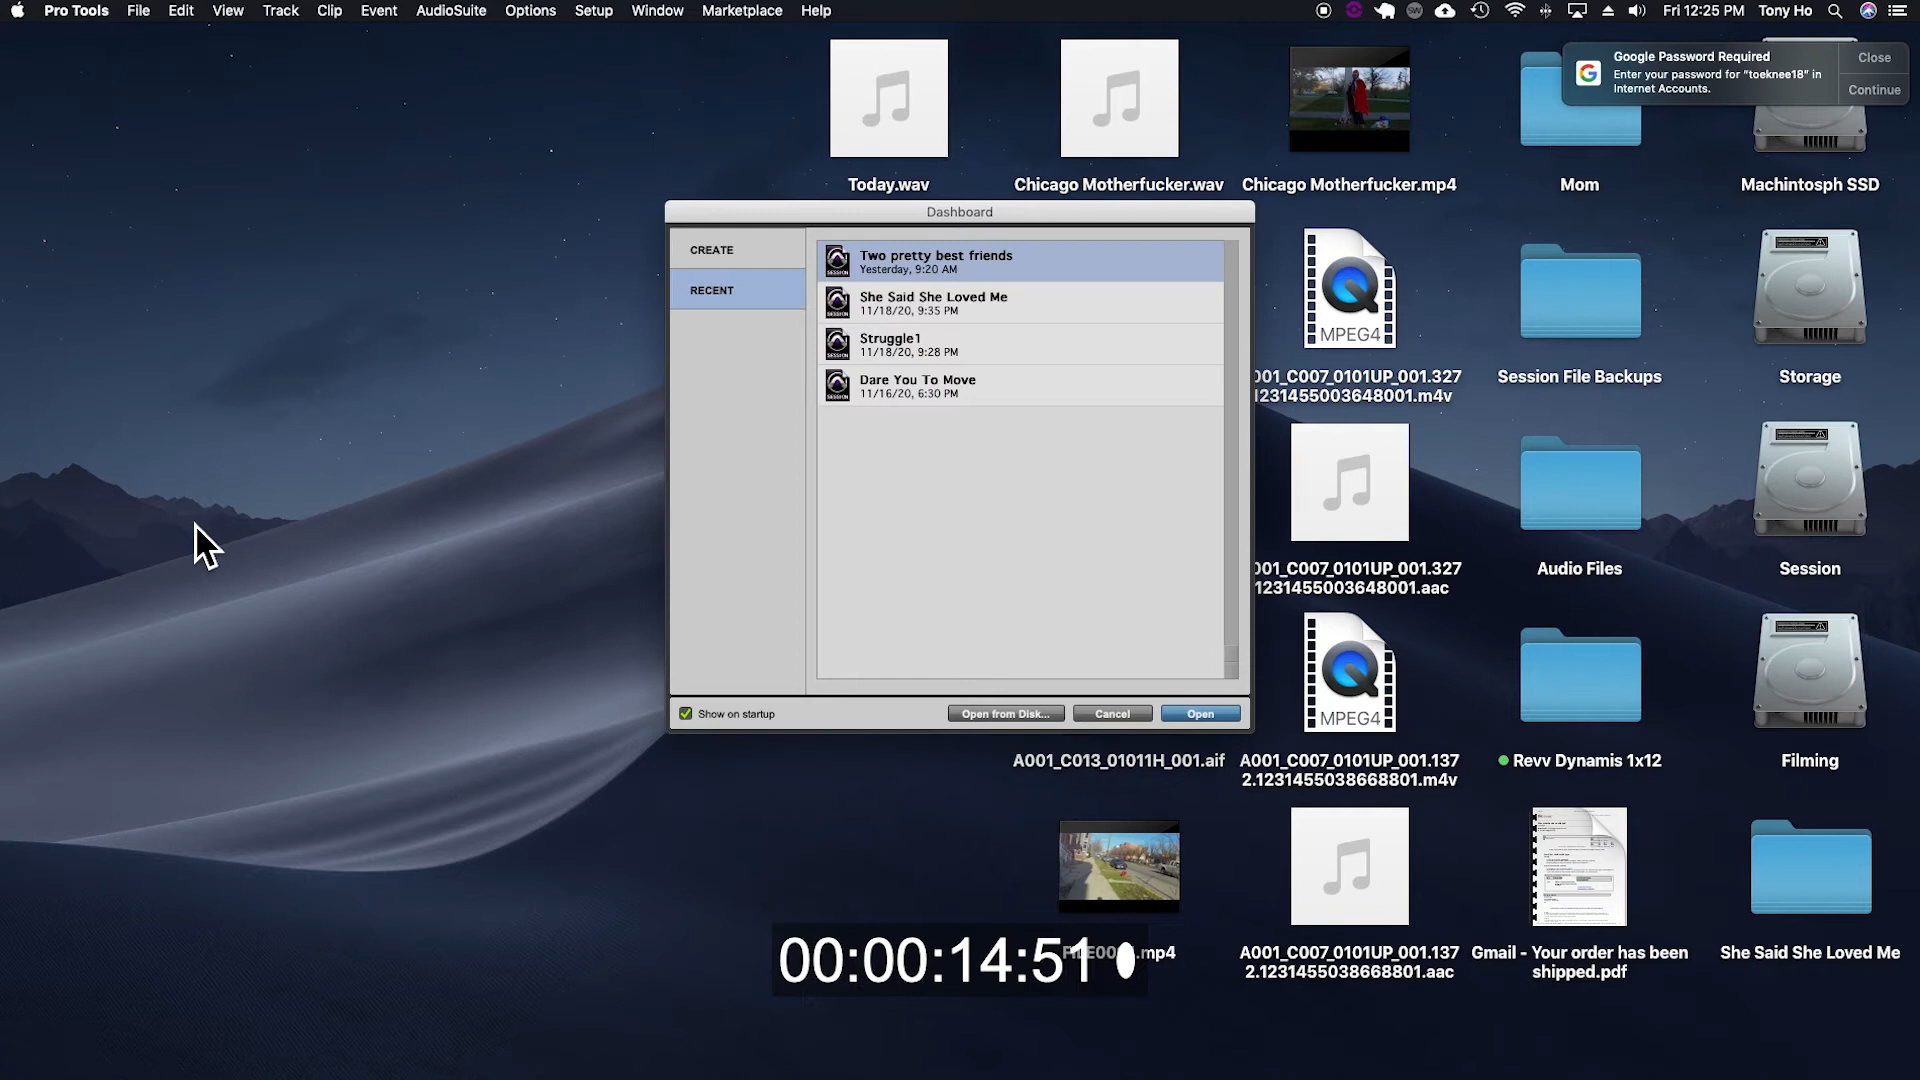 Pro Tools File Edit View Track Clip Event AudioSuite Options Setup Window Marketplace Help
SW
Fri 12:25 PM Tony Ho
Google Password Required
Enter your password for "toeknee18" in
Internet Accounts.
Close
Continue
Today.wav
Chicago Motherfucker.wav
Chicago Motherfucker.mp4
Mom
Machintosph SSD
Dashboard
CREATE
RECENT
SESSION
Two pretty best friends
Yesterday, 9:20 AM
SESSION
She Said She Loved Me
11/18/20, 9:35 PM
SESSION
Struggle1
11/18/20, 9:28 PM
SESSION
Dare You To Move
11/16/20, 6:30 PM
Show on startup
Open from Disk...
Cancel
Open
MPEG4
001_C007_0101UP_001.327
1231455003648001.m4v
Session File Backups
Storage
001_C007_0101UP_001.327
1231455003648001.aac
Audio Files
Session
MPEG4
A001_C013_01011H_001.aif
A001_C007_0101UP_001.137
2.1231455038668801.m4v
Revv Dynamis 1x12
Filming
00:00:14:51
.mp4
A001_C007_0101UP_001.137
2.1231455038668801.aac
Gmail - Your order has been
shipped.pdf
She Said She Loved Me